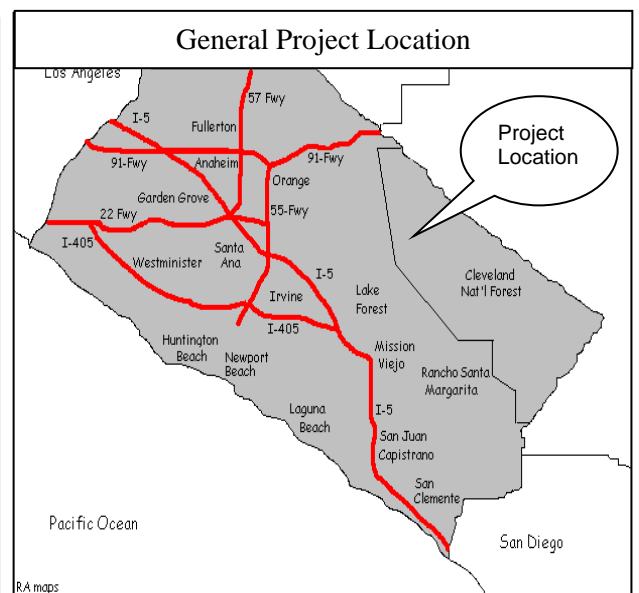 General Project Location
Los Angeles
57 Fwy
I-5
Fullerton
Project
Location
91-Fwy
Anaheim
91-Fwy
Orange
Garden Grove
22 Fwy
55-Fwy
I-405
Santa
Ana
Westminister
I-5
Cleveland
Nat'l Forest
Irvine
Lake
Forest
I-405
Huntington
Beach
Newport
Beach
Mission
Viejo
Rancho Santa
Margarita
Laguna
Beach
I-5
San Juan
Capistrano
San
Clemente
Pacific Ocean
San Diego
RA maps